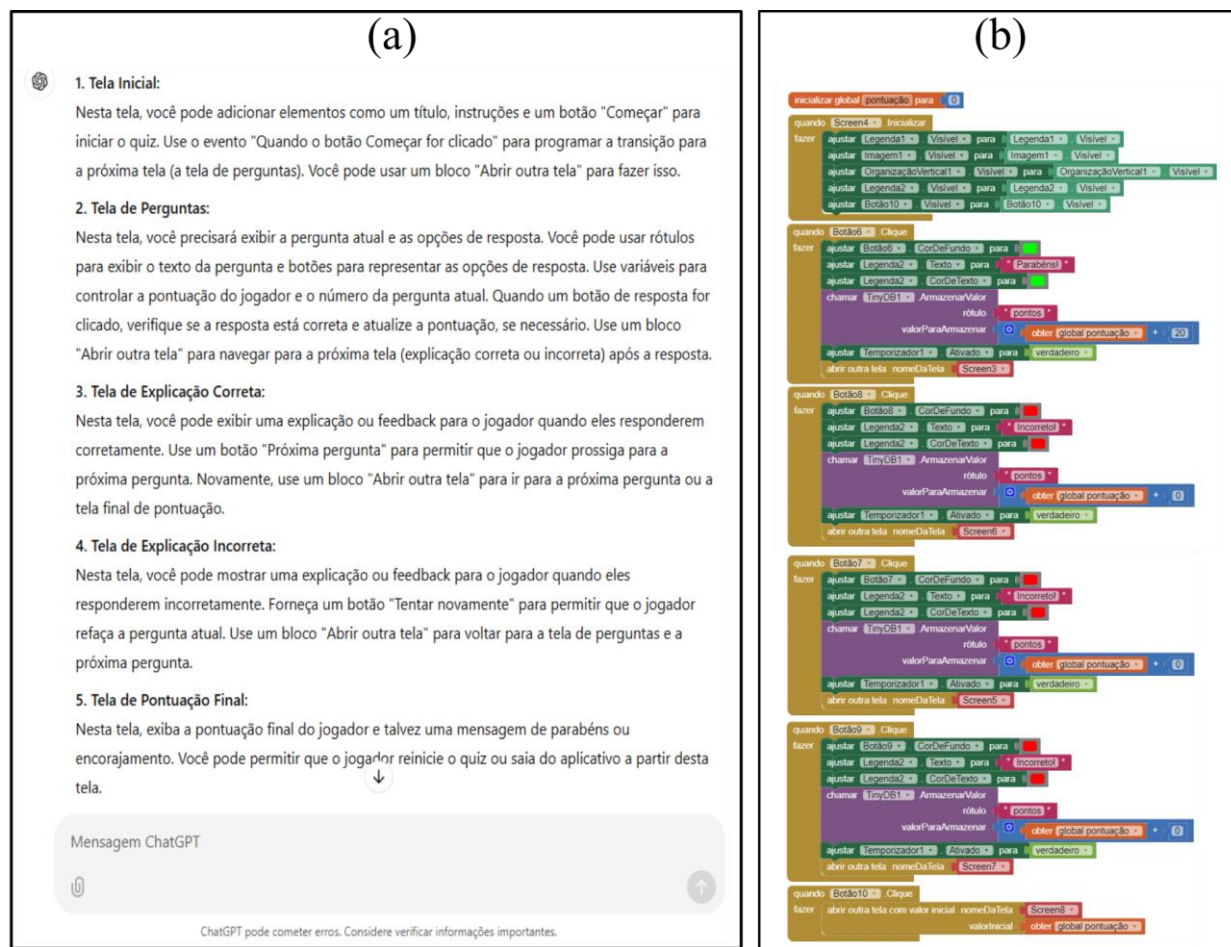 (a)
1. Tela Inicial:
Nesta tela, você pode adicionar elementos como um título, instruções e um botão "Começar" para
iniciar o quiz. Use o evento "Quando o botão Começar for clicado" para programar a transição para
a próxima tela (a tela de perguntas). Você pode usar um bloco "Abrir outra tela" para fazer isso.
2. Tela de Perguntas:
Nesta tela, você precisará exibir a pergunta atual e as opções de resposta. Você pode usar rótulos
para exibir o texto da pergunta e botões para representar as opções de resposta. Use variáveis para
controlar a pontuação do jogador e o número da pergunta atual. Quando um botão de resposta for
clicado, verifique se a resposta está correta e atualize a pontuação, se necessário. Use um bloco
"Abrir outra tela" para navegar para a próxima tela (explicação correta ou incorreta) após a resposta.
3. Tela de Explicação Correta:
Nesta tela, você pode exibir uma explicação ou feedback para o jogador quando eles responderem
corretamente. Use um botão "Próxima pergunta" para permitir que o jogador prossiga para a
próxima pergunta. Novamente, use um bloco "Abrir outra tela" para ir para a próxima pergunta ou a
tela final de pontuação.
4. Tela de Explicação Incorreta:
Nesta tela, você pode mostrar uma explicação ou feedback para o jogador quando eles
responderem incorretamente. Forneça um botão "Tentar novamente" para permitir que o jogador
refaça a pergunta atual. Use um bloco "Abrir outra tela" para voltar para a tela de perguntas e a
próxima pergunta.
5. Tela de Pontuação Final:
Nesta tela, exiba a pontuação final do jogador e talvez uma mensagem de parabéns ou
encorajamento. Você pode permitir que o jogador reinicie o quiz ou saia do aplicativo a partir desta
tela.
Mensagem ChatGPT
ChatGPT pode cometer erros. Considere verificar informações importantes.
(b)
inicializar global pontuação para 0
quando Screen4 .Inicializar
fazer ajustar Legenda1 . Visível para Legenda1 . Visível
ajustar Imagem1 . Visível para Imagem1 . Visível
ajustar OrganizaçãoVertical1 . Visível para OrganizaçãoVertical1 . Visível
ajustar Legenda2 . Visível para Legenda2 . Visível
ajustar Botão10 . Visível para Botão10 . Visível
quando Botão6 .Clique
fazer ajustar Botão6 . CorDeFundo para
ajustar Legenda2 . Texto para " Parabéns! "
ajustar Legenda2 . CorDeTexto para
chamar TinyDB1 .ArmazenarValor
rótulo " pontos "
valorParaArmazenar obter global pontuação + 20
ajustar Temporizador1 . Ativado para verdadeiro
abrir outra tela nomeDaTela Screen3
quando Botão8 .Clique
fazer ajustar Botão8 . CorDeFundo para
ajustar Legenda2 . Texto para " Incorreto! "
ajustar Legenda2 . CorDeTexto para
chamar TinyDB1 .ArmazenarValor
rótulo " pontos "
valorParaArmazenar obter global pontuação + 0
ajustar Temporizador1 . Ativado para verdadeiro
abrir outra tela nomeDaTela Screen6
quando Botão7 .Clique
fazer ajustar Botão7 . CorDeFundo para
ajustar Legenda2 . Texto para " Incorreto! "
ajustar Legenda2 . CorDeTexto para
chamar TinyDB1 .ArmazenarValor
rótulo " pontos "
valorParaArmazenar obter global pontuação + 0
ajustar Temporizador1 . Ativado para verdadeiro
abrir outra tela nomeDaTela Screen5
quando Botão9 .Clique
fazer ajustar Botão9 . CorDeFundo para
ajustar Legenda2 . Texto para " Incorreto! "
ajustar Legenda2 . CorDeTexto para
chamar TinyDB1 .ArmazenarValor
rótulo " pontos "
valorParaArmazenar obter global pontuação + 0
ajustar Temporizador1 . Ativado para verdadeiro
abrir outra tela nomeDaTela Screen7
quando Botão10 .Clique
fazer abrir outra tela com valor inicial nomeDaTela Screen8
valorInicial obter global pontuação